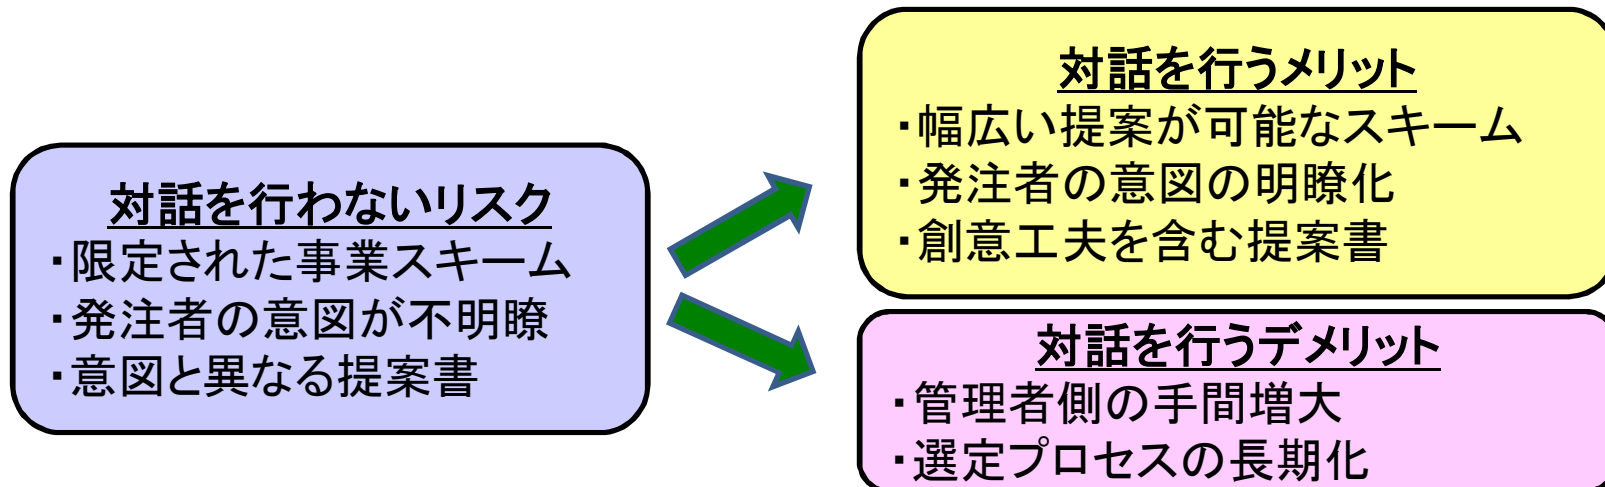 対話を行わないリスク
・限定された事業スキーム
・発注者の意図が不明瞭
・意図と異なる提案書
対話を行うメリット
・幅広い提案が可能なスキーム
・発注者の意図の明瞭化
・創意工夫を含む提案書
対話を行うデメリット
・管理者側の手間増大
・選定プロセスの長期化